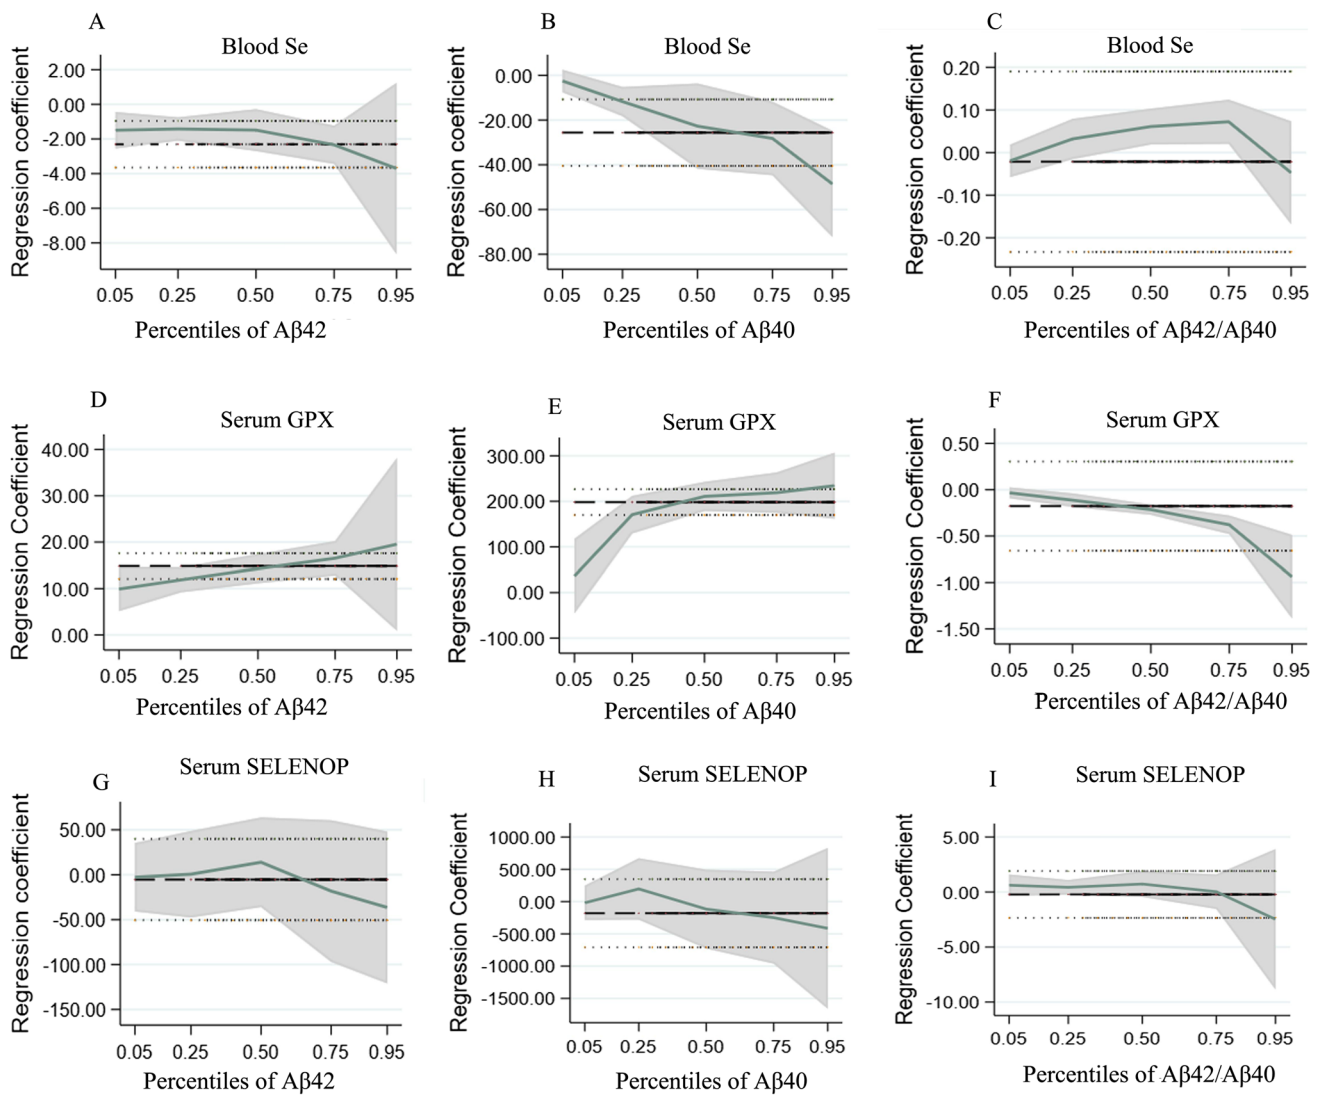 A
Blood Se
Regression coefficient
2.00
0.00
-2.00
-4.00
-6.00
-8.00
0.05 0.25 0.50 0.75 0.95
Percentiles of Aβ42
B
Blood Se
Regression coefficient
0.00
-20.00
-40.00
-60.00
-80.00
0.05 0.25 0.50 0.75 0.95
Percentiles of Aβ40
C
Blood Se
Regression coefficient
0.20
0.10
0.00
-0.10
-0.20
0.05 0.25 0.50 0.75 0.95
Percentiles of Aβ42/Aβ40
D
Serum GPX
Regression Coefficient
40.00
30.00
20.00
10.00
0.00
0.05 0.25 0.50 0.75 0.95
Percentiles of Aβ42
E
Serum GPX
Regression Coefficient
300.00
200.00
100.00
0.00
-100.00
0.05 0.25 0.50 0.75 0.95
Percentiles of Aβ40
F
Serum GPX
Regression Coefficient
0.50
0.00
-0.50
-1.00
-1.50
0.05 0.25 0.50 0.75 0.95
Percentiles of Aβ42/Aβ40
G
Serum SELENOP
Regression coefficient
50.00
0.00
-50.00
-100.00
-150.00
0.05 0.25 0.50 0.75 0.95
Percentiles of Aβ42
H
Serum SELENOP
Regression coefficient
1000.00
500.00
0.00
-500.00
-1000.00
-1500.00
0.05 0.25 0.50 0.75 0.95
Percentiles of Aβ40
I
Serum SELENOP
Regression Coefficient
5.00
0.00
-5.00
-10.00
0.05 0.25 0.50 0.75 0.95
Percentiles of Aβ42/Aβ40